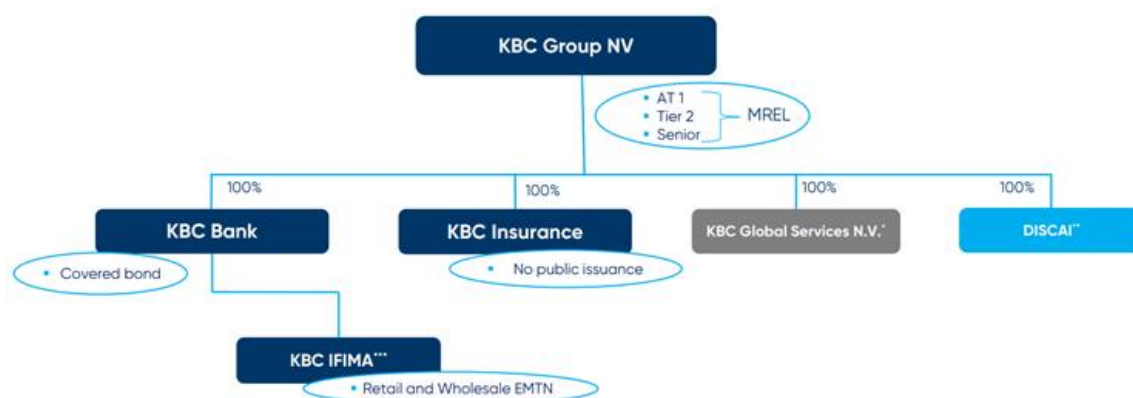 KBC Group NV
• AT 1
• Tier 2
• Senior
MREL
100%
100%
100%
100%
KBC Bank
KBC Insurance
KBC Global Services N.V.*
DISCAI**
• Covered bond
• No public issuance
KBC IFIMA***
• Retail and Wholesale EMTN